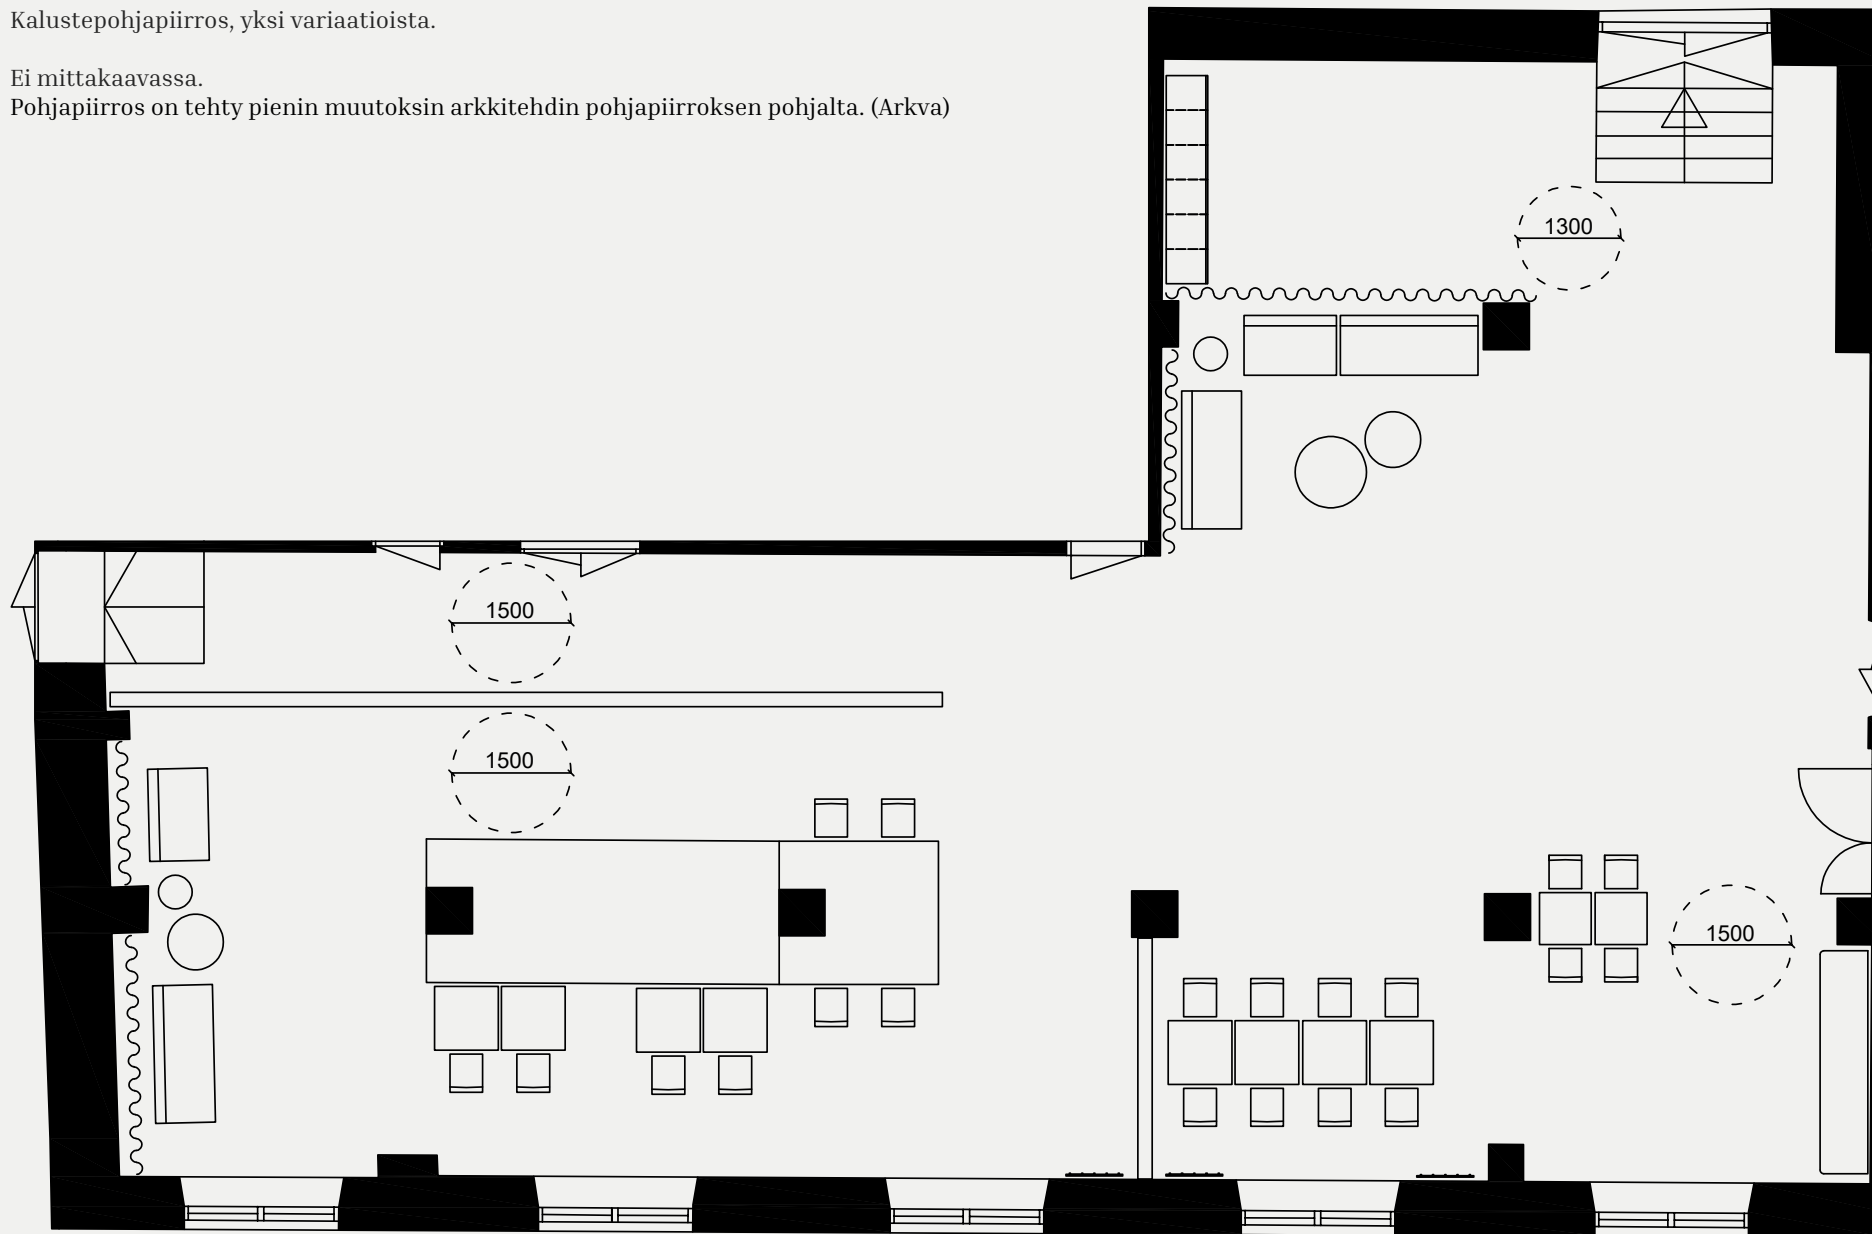 Kalustepohjapiirros, yksi variaatioista.
Ei mittakaavassa.
Pohjapiirros on tehty pienin muutoksin arkkitehdin pohjapiirroksen pohjalta. (Arkva)
1300
1500
1500
1500